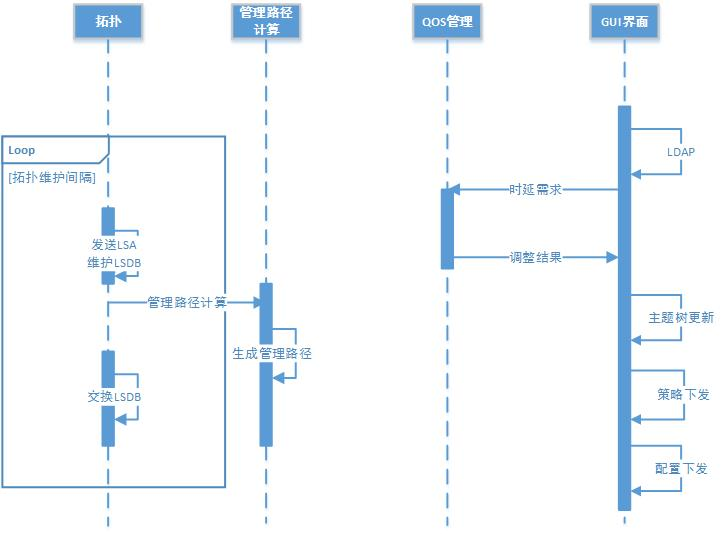 拓扑
管理路径
计算
QOS管理
GUI界面
Loop
[拓扑维护间隔]
LDAP
时延需求
发送LSA
维护LSDB
调整结果
管理路径计算
主题树更新
生成管理路径
交换LSDB
策略下发
配置下发